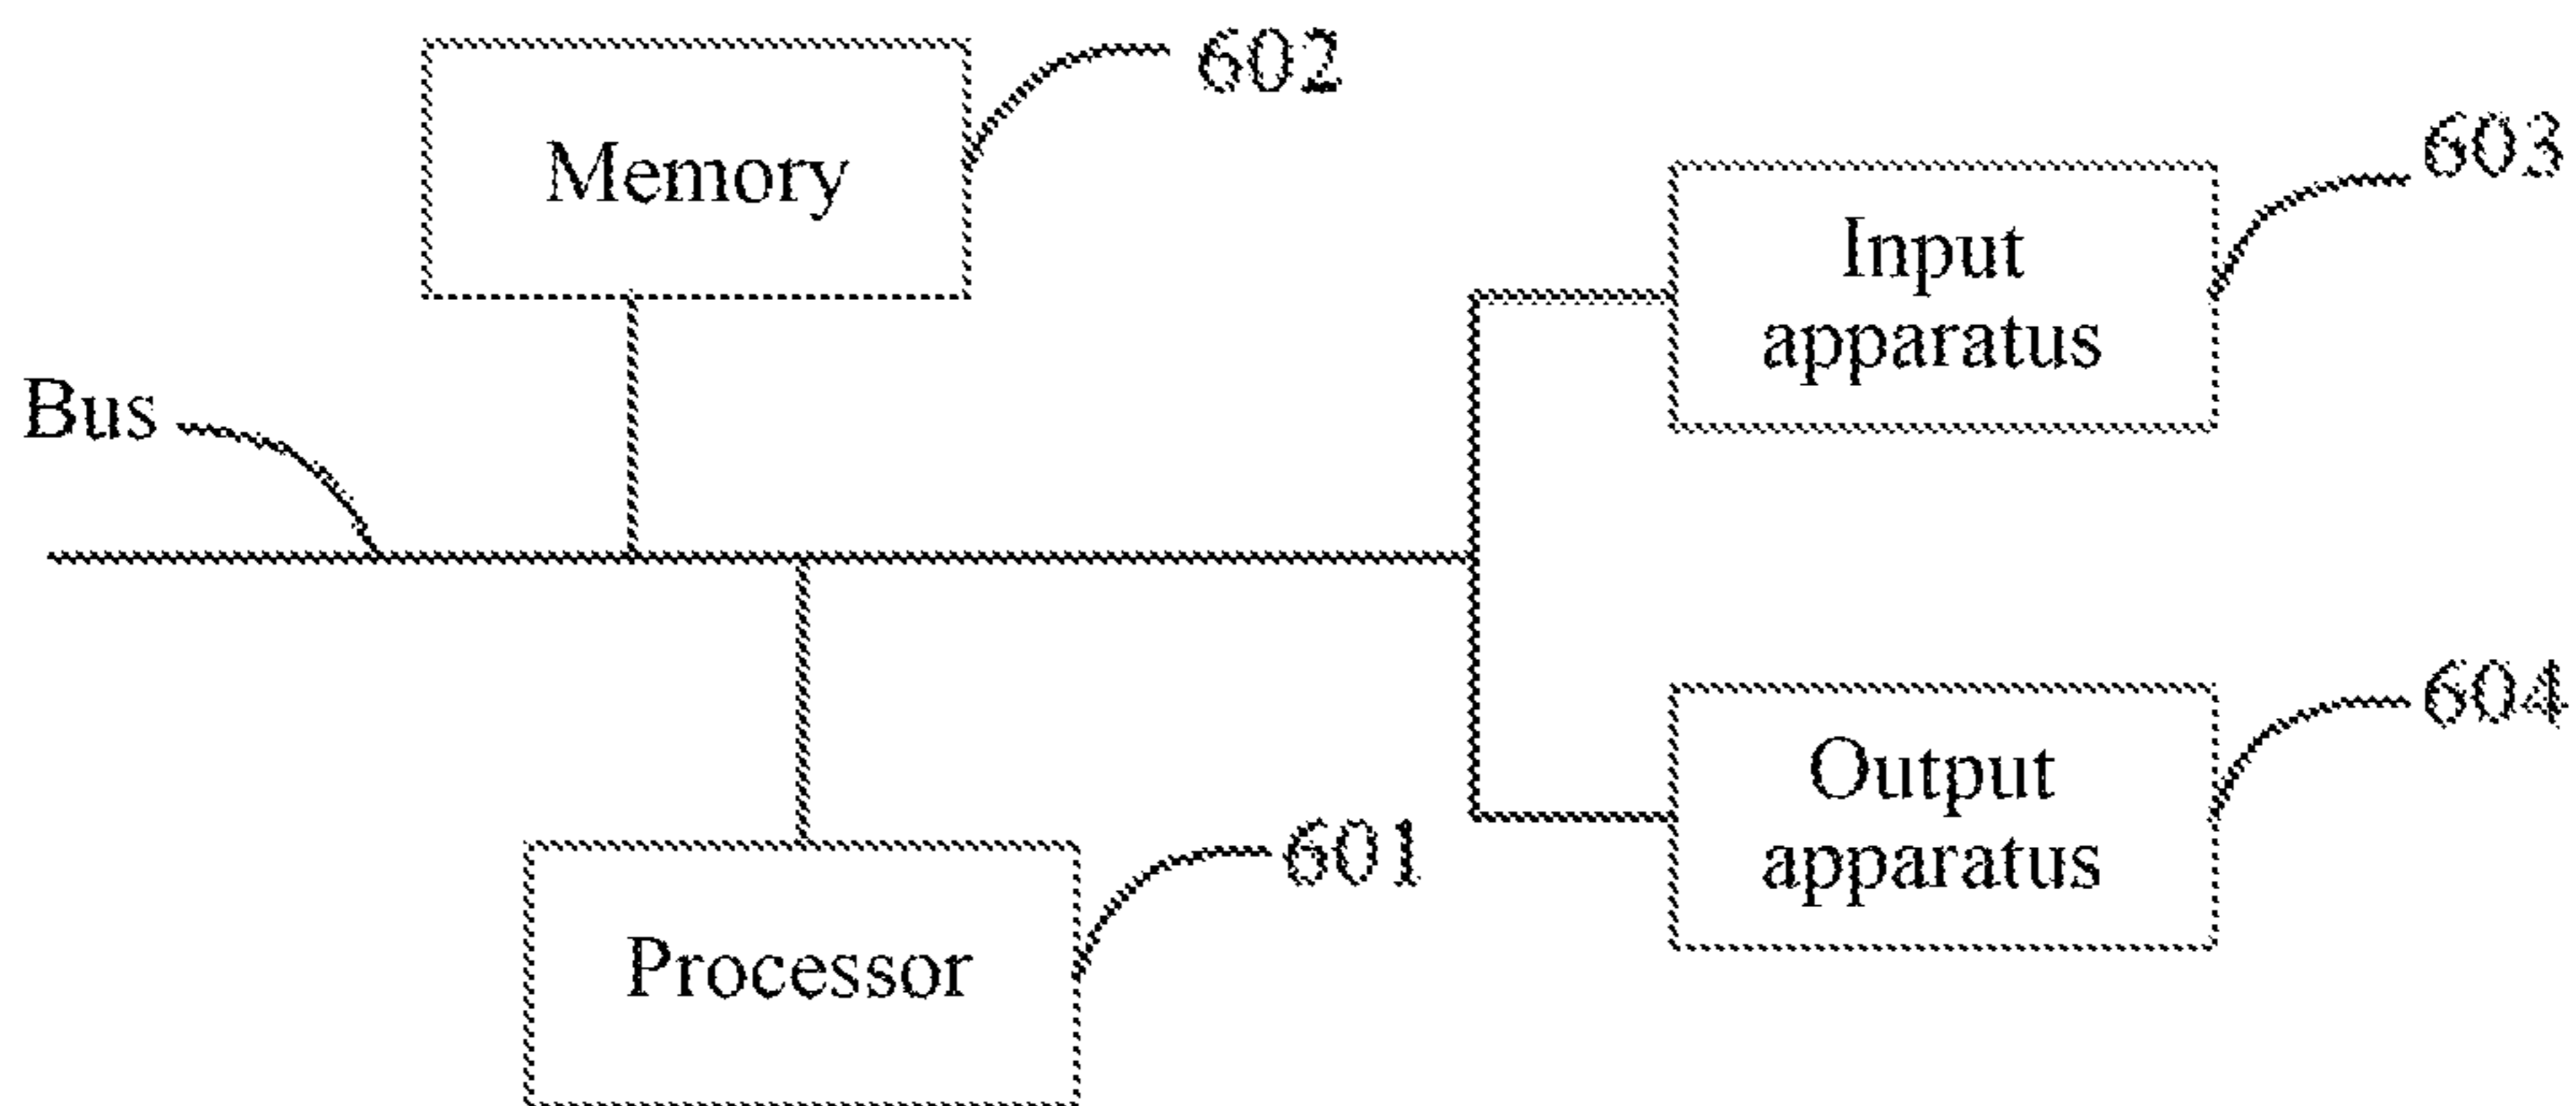 602
Memory
603
Input
apparatus
Bus
604
Output
apparatus
601
Processor